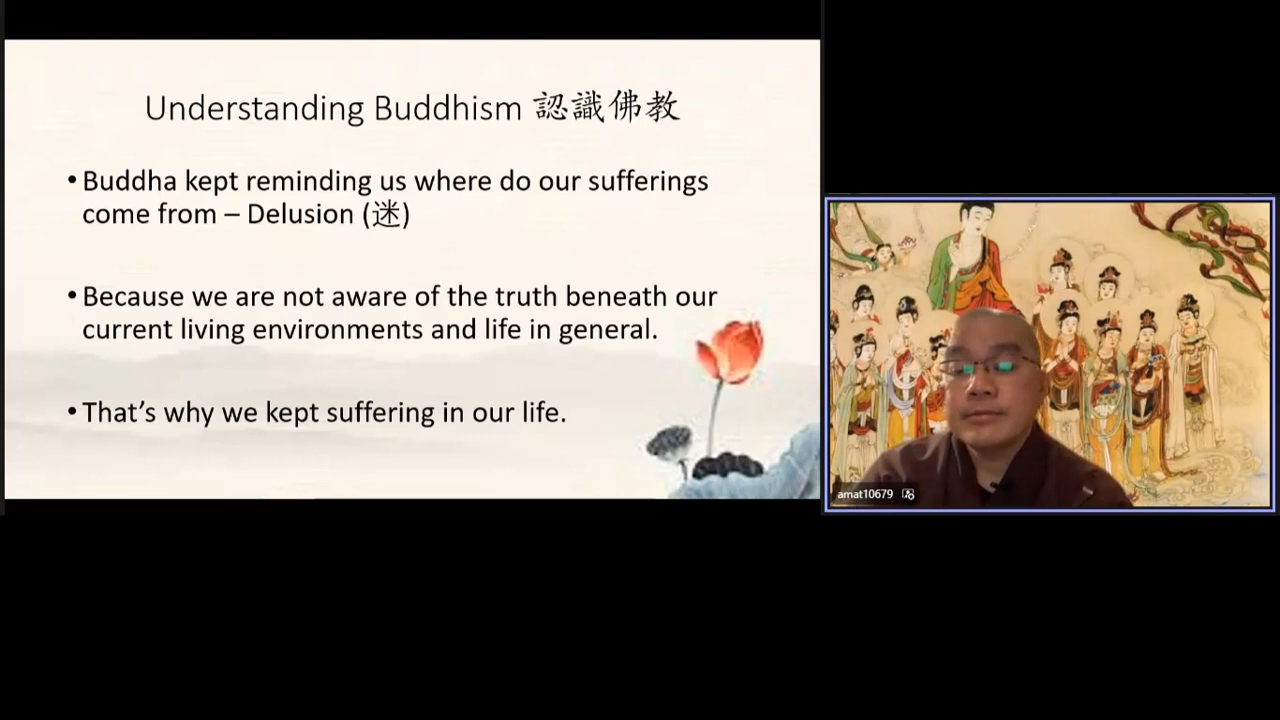 Understanding Buddhism 認識佛教
• Buddha kept reminding us where do our sufferings
come from – Delusion (迷)
• Because we are not aware of the truth beneath our
current living environments and life in general.
• That’s why we kept suffering in our life.
amat10679